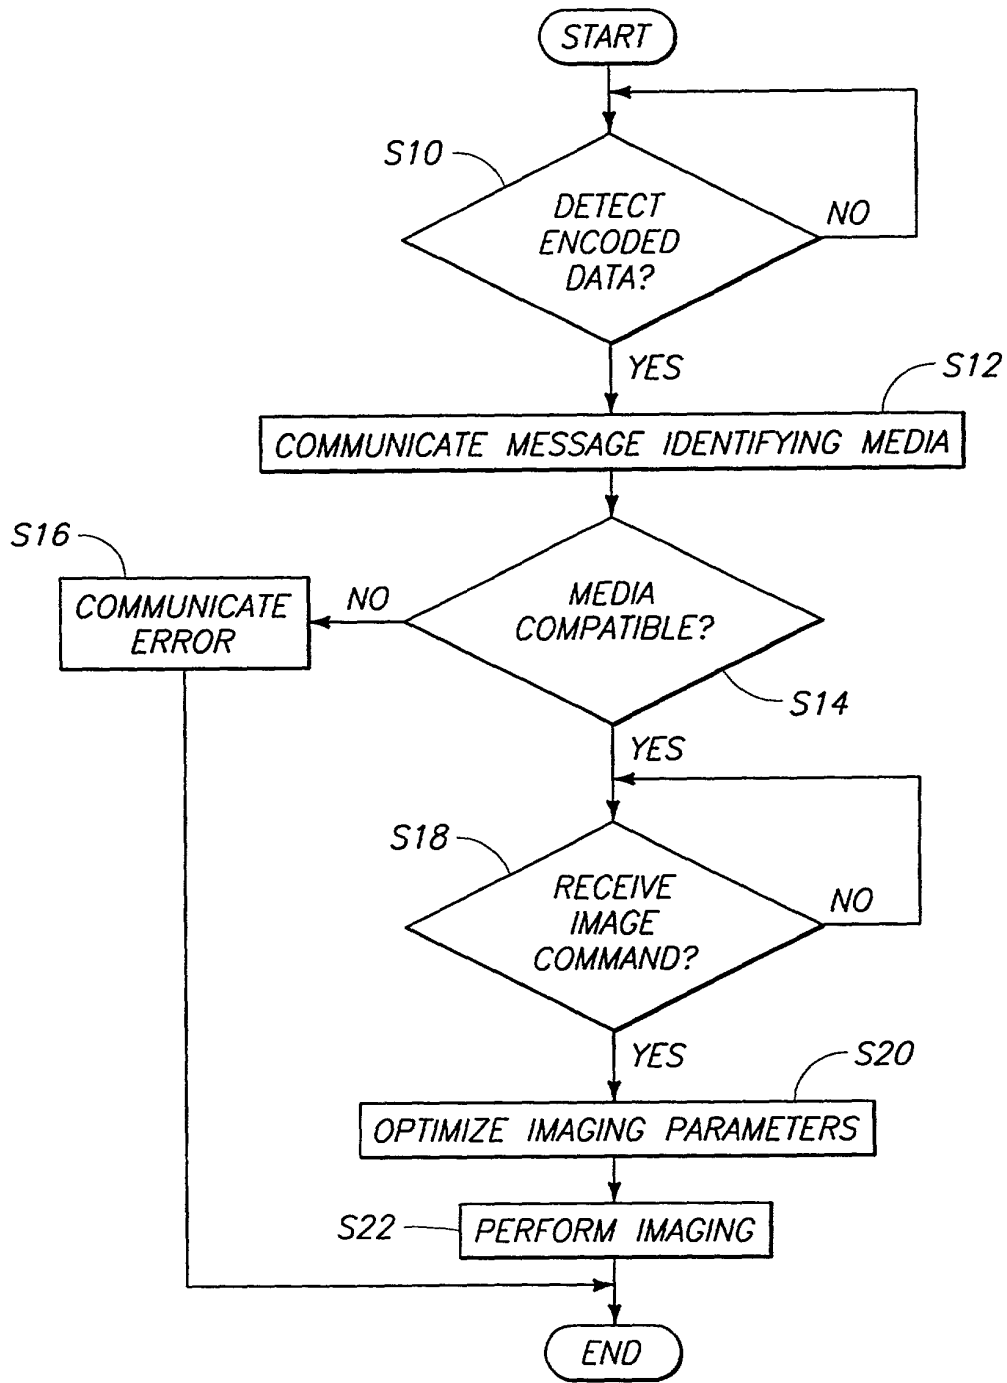 START
S10
DETECT
ENCODED
DATA?
NO
YES
S12
COMMUNICATE MESSAGE IDENTIFYING MEDIA
S16
COMMUNICATE
ERROR
NO
MEDIA
COMPATIBLE?
S14
YES
S18
RECEIVE
IMAGE
COMMAND?
NO
YES
S20
OPTIMIZE IMAGING PARAMETERS
S22
PERFORM IMAGING
END